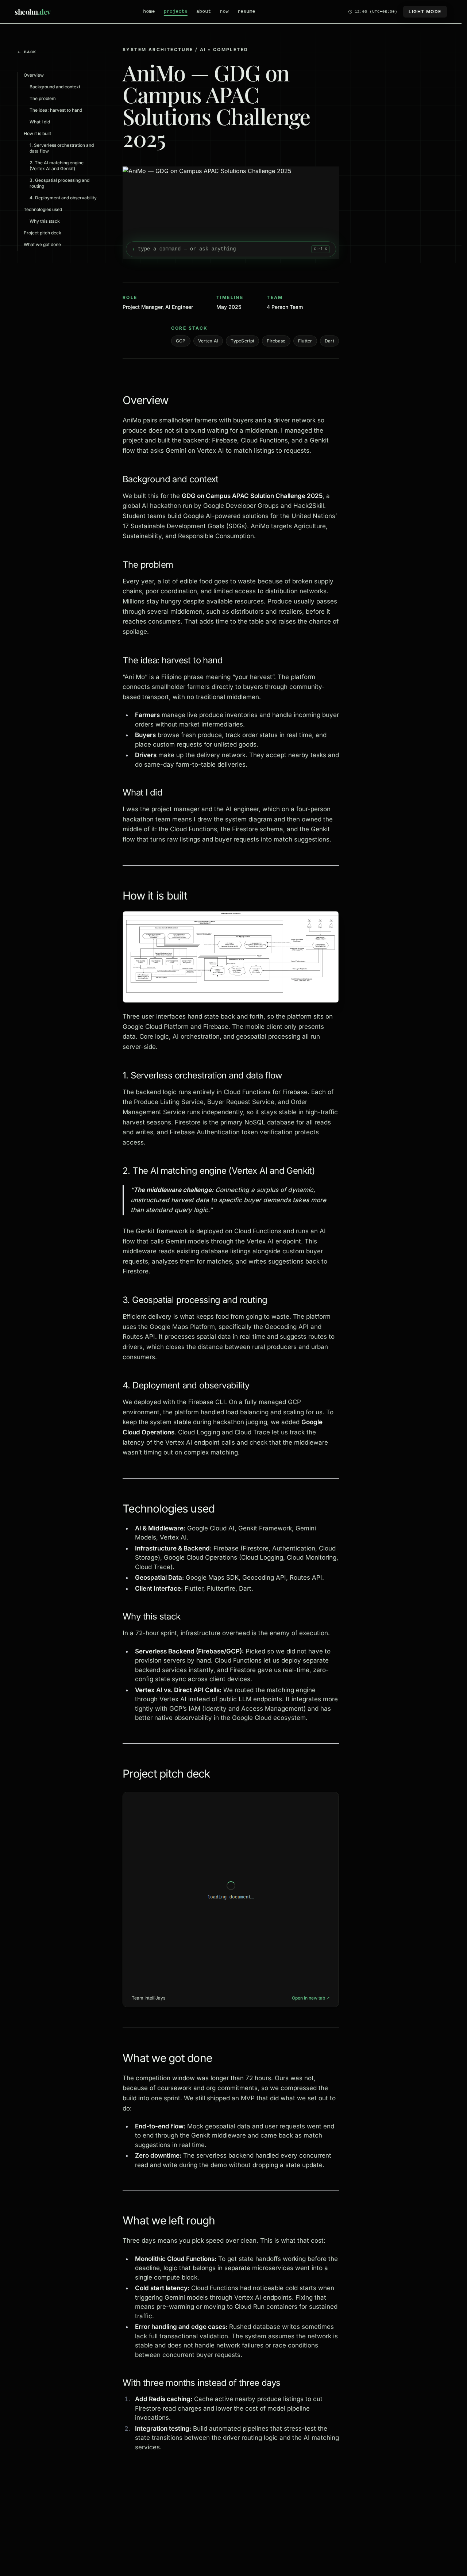 sheohn.dev
home projects about now resume
12:06 (UTC+08:00)
LIGHT MODE
← BACK
Overview
Background and context
The problem
The idea: harvest to hand
What I did
How it is built
1. Serverless orchestration and
data flow
2. The AI matching engine
(Vertex AI and Genkit)
3. Geospatial processing and
routing
4. Deployment and observability
Technologies used
Why this stack
Project pitch deck
What we got done
SYSTEM ARCHITECTURE / AI • COMPLETED
AniMo — GDG on
Campus APAC
Solutions Challenge
2025
AniMo — GDG on Campus APAC Solutions Challenge 2025
› type a command — or ask anything
Ctrl K
ROLE
Project Manager, AI Engineer
TIMELINE
May 2025
TEAM
4 Person Team
CORE STACK
GCP Vertex AI TypeScript Firebase Flutter Dart
Overview
AniMo pairs smallholder farmers with buyers and a driver network so
produce does not sit around waiting for a middleman. I managed the
project and built the backend: Firebase, Cloud Functions, and a Genkit
flow that asks Gemini on Vertex AI to match listings to requests.
Background and context
We built this for the GDG on Campus APAC Solution Challenge 2025, a
global AI hackathon run by Google Developer Groups and Hack2Skill.
Student teams build Google AI-powered solutions for the United Nations'
17 Sustainable Development Goals (SDGs). AniMo targets Agriculture,
Sustainability, and Responsible Consumption.
The problem
Every year, a lot of edible food goes to waste because of broken supply
chains, poor coordination, and limited access to distribution networks.
Millions stay hungry despite available resources. Produce usually passes
through several middlemen, such as distributors and retailers, before it
reaches consumers. That adds time to the table and raises the chance of
spoilage.
The idea: harvest to hand
“Ani Mo” is a Filipino phrase meaning “your harvest”. The platform
connects smallholder farmers directly to buyers through community-
based transport, with no traditional middlemen.
• Farmers manage live produce inventories and handle incoming buyer
orders without market intermediaries.
• Buyers browse fresh produce, track order status in real time, and
place custom requests for unlisted goods.
• Drivers make up the delivery network. They accept nearby tasks and
do same-day farm-to-table deliveries.
What I did
I was the project manager and the AI engineer, which on a four-person
hackathon team means I drew the system diagram and then owned the
middle of it: the Cloud Functions, the Firestore schema, and the Genkit
flow that turns raw listings and buyer requests into match suggestions.
How it is built
Three user interfaces hand state back and forth, so the platform sits on
Google Cloud Platform and Firebase. The mobile client only presents
data. Core logic, AI orchestration, and geospatial processing all run
server-side.
1. Serverless orchestration and data flow
The backend logic runs entirely in Cloud Functions for Firebase. Each of
the Produce Listing Service, Buyer Request Service, and Order
Management Service runs independently, so it stays stable in high-traffic
harvest seasons. Firestore is the primary NoSQL database for all reads
and writes, and Firebase Authentication token verification protects
access.
2. The AI matching engine (Vertex AI and Genkit)
“The middleware challenge: Connecting a surplus of dynamic,
unstructured harvest data to specific buyer demands takes more
than standard query logic.”
The Genkit framework is deployed on Cloud Functions and runs an AI
flow that calls Gemini models through the Vertex AI endpoint. This
middleware reads existing database listings alongside custom buyer
requests, analyzes them for matches, and writes suggestions back to
Firestore.
3. Geospatial processing and routing
Efficient delivery is what keeps food from going to waste. The platform
uses the Google Maps Platform, specifically the Geocoding API and
Routes API. It processes spatial data in real time and suggests routes to
drivers, which closes the distance between rural producers and urban
consumers.
4. Deployment and observability
We deployed with the Firebase CLI. On a fully managed GCP
environment, the platform handled load balancing and scaling for us. To
keep the system stable during hackathon judging, we added Google
Cloud Operations. Cloud Logging and Cloud Trace let us track the
latency of the Vertex AI endpoint calls and check that the middleware
wasn't timing out on complex matching.
Technologies used
• AI & Middleware: Google Cloud AI, Genkit Framework, Gemini
Models, Vertex AI.
• Infrastructure & Backend: Firebase (Firestore, Authentication, Cloud
Storage), Google Cloud Operations (Cloud Logging, Cloud Monitoring,
Cloud Trace).
• Geospatial Data: Google Maps SDK, Geocoding API, Routes API.
• Client Interface: Flutter, Flutterfire, Dart.
Why this stack
In a 72-hour sprint, infrastructure overhead is the enemy of execution.
• Serverless Backend (Firebase/GCP): Picked so we did not have to
provision servers by hand. Cloud Functions let us deploy separate
backend services instantly, and Firestore gave us real-time, zero-
config state sync across client devices.
• Vertex AI vs. Direct API Calls: We routed the matching engine
through Vertex AI instead of public LLM endpoints. It integrates more
tightly with GCP's IAM (Identity and Access Management) and has
better native observability in the Google Cloud ecosystem.
Project pitch deck
loading document…
Team IntelliJays
Open in new tab ↗
What we got done
The competition window was longer than 72 hours. Ours was not,
because of coursework and org commitments, so we compressed the
build into one sprint. We still shipped an MVP that did what we set out to
do:
• End-to-end flow: Mock geospatial data and user requests went end
to end through the Genkit middleware and came back as match
suggestions in real time.
• Zero downtime: The serverless backend handled every concurrent
read and write during the demo without dropping a state update.
What we left rough
Three days means you pick speed over clean. This is what that cost:
• Monolithic Cloud Functions: To get state handoffs working before the
deadline, logic that belongs in separate microservices went into a
single compute block.
• Cold start latency: Cloud Functions had noticeable cold starts when
triggering Gemini models through Vertex AI endpoints. Fixing that
means pre-warming or moving to Cloud Run containers for sustained
traffic.
• Error handling and edge cases: Rushed database writes sometimes
lack full transactional validation. The system assumes the network is
stable and does not handle network failures or race conditions
between concurrent buyer requests.
With three months instead of three days
1. Add Redis caching: Cache active nearby produce listings to cut
Firestore read charges and lower the cost of model pipeline
invocations.
2. Integration testing: Build automated pipelines that stress-test the
state transitions between the driver routing logic and the AI matching
services.